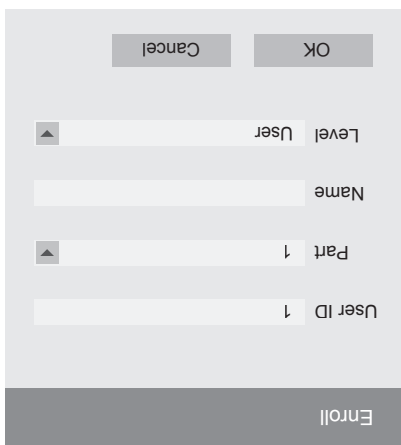 Enroll
User ID 1
Part 1
Name
Level User
OK Cancel